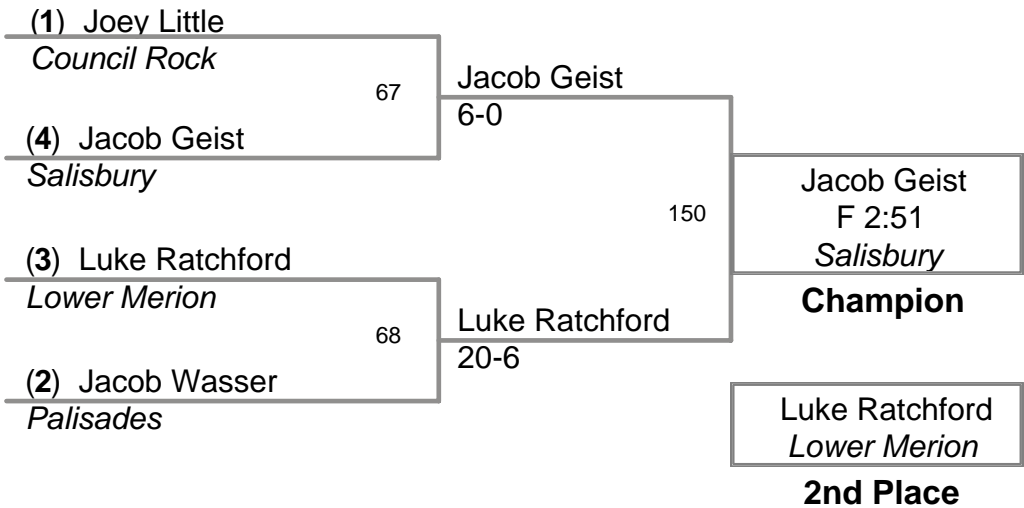 (1) Joey Little
Council Rock
67
(4) Jacob Geist
Salisbury
Jacob Geist
6-0
(3) Luke Ratchford
Lower Merion
68
(2) Jacob Wasser
Palisades
Luke Ratchford
20-6
150
Jacob Geist
F 2:51
Salisbury
Champion
Luke Ratchford
Lower Merion
2nd Place